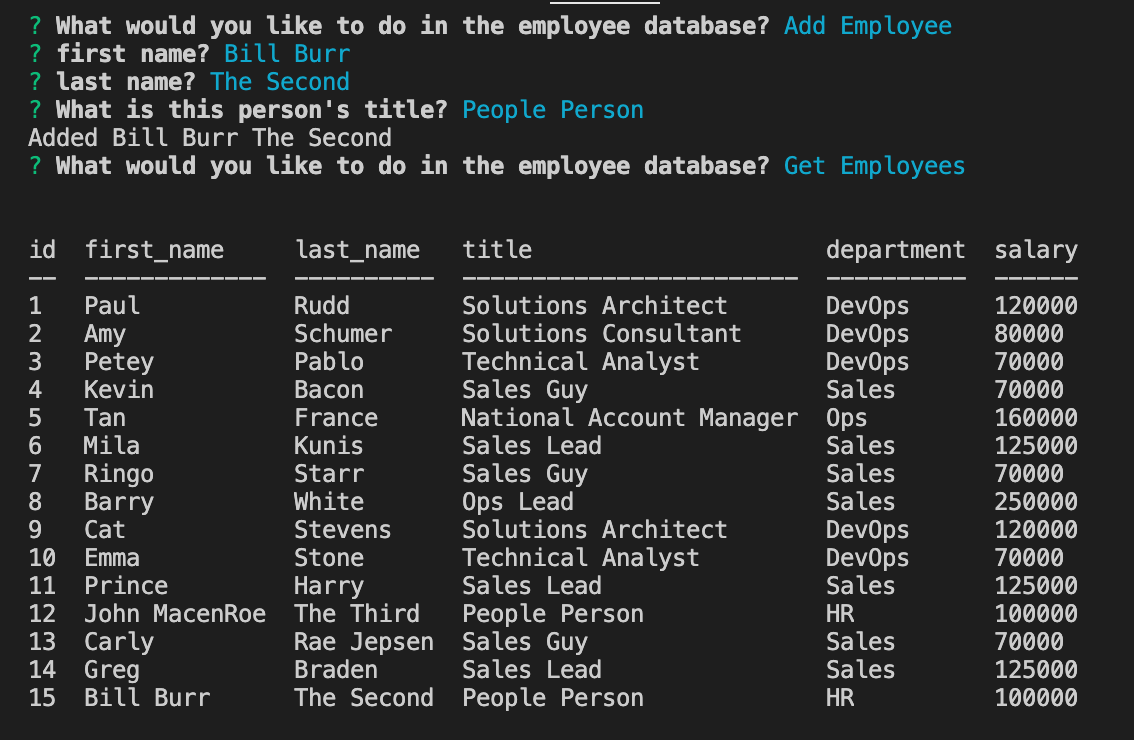 ? What would you like to do in the employee database? Add Employee
? first name? Bill Burr
? last name? The Second
? What is this person's title? People Person
Added Bill Burr The Second
? What would you like to do in the employee database? Get Employees
id  first_name     last_name   title                     department  salary
--  -------------  ----------  ------------------------  ----------  ------
1   Paul           Rudd        Solutions Architect       DevOps      120000
2   Amy            Schumer     Solutions Consultant      DevOps      80000
3   Petey          Pablo       Technical Analyst         DevOps      70000
4   Kevin          Bacon       Sales Guy                 Sales       70000
5   Tan            France      National Account Manager  Ops         160000
6   Mila           Kunis       Sales Lead                Sales       125000
7   Ringo          Starr       Sales Guy                 Sales       70000
8   Barry          White       Ops Lead                  Sales       250000
9   Cat            Stevens     Solutions Architect       DevOps      120000
10  Emma           Stone       Technical Analyst         DevOps      70000
11  Prince         Harry       Sales Lead                Sales       125000
12  John MacenRoe  The Third   People Person             HR          100000
13  Carly          Rae Jepsen  Sales Guy                 Sales       70000
14  Greg           Braden      Sales Lead                Sales       125000
15  Bill Burr      The Second  People Person             HR          100000